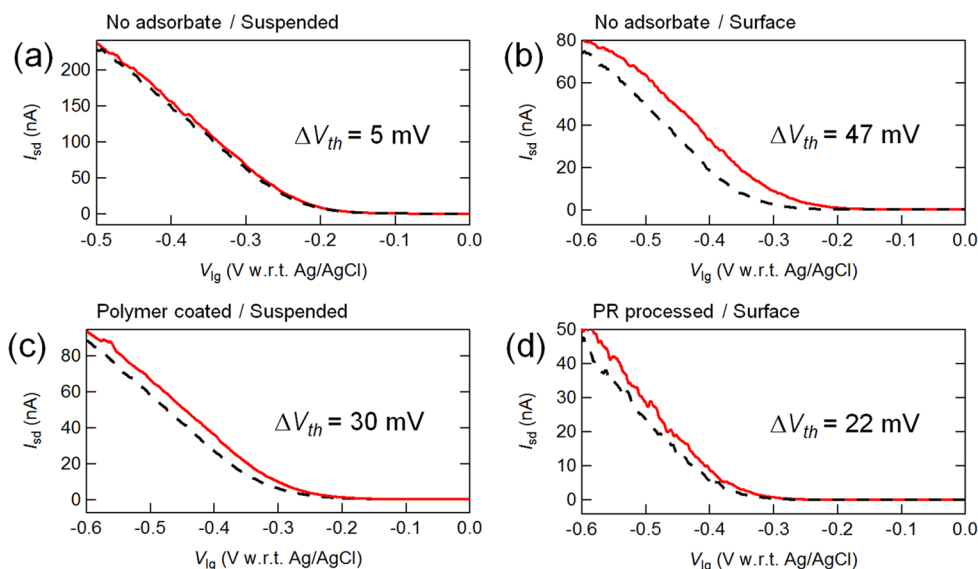 No adsorbate / Suspended
(a)
200
150
100
50
0
I_sd (nA)
ΔV_th = 5 mV
-0.5 -0.4 -0.3 -0.2 -0.1 0.0
V_lg (V w.r.t. Ag/AgCl)
No adsorbate / Surface
(b)
80
60
40
20
0
I_sd (nA)
ΔV_th = 47 mV
-0.6 -0.5 -0.4 -0.3 -0.2 -0.1 0.0
V_lg (V w.r.t. Ag/AgCl)
Polymer coated / Suspended
(c)
80
60
40
20
0
I_sd (nA)
ΔV_th = 30 mV
-0.6 -0.5 -0.4 -0.3 -0.2 -0.1 0.0
V_lg (V w.r.t. Ag/AgCl)
PR processed / Surface
(d)
50
40
30
20
10
0
I_sd (nA)
ΔV_th = 22 mV
-0.6 -0.5 -0.4 -0.3 -0.2 -0.1 0.0
V_lg (V w.r.t. Ag/AgCl)